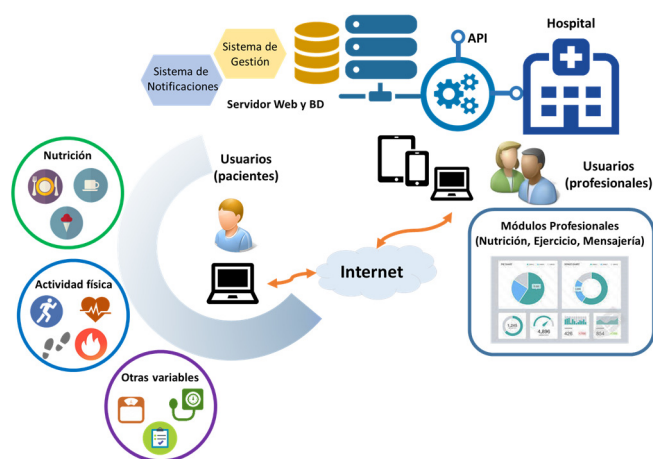 Hospital
API
Sistema de
Gestión
Sistema de
Notificaciones
Servidor Web y BD
Nutrición
Usuarios
(pacientes)
Usuarios
(profesionales)
Módulos Profesionales
(Nutrición, Ejercicio, Mensajería)
Internet
Actividad física
Otras variables